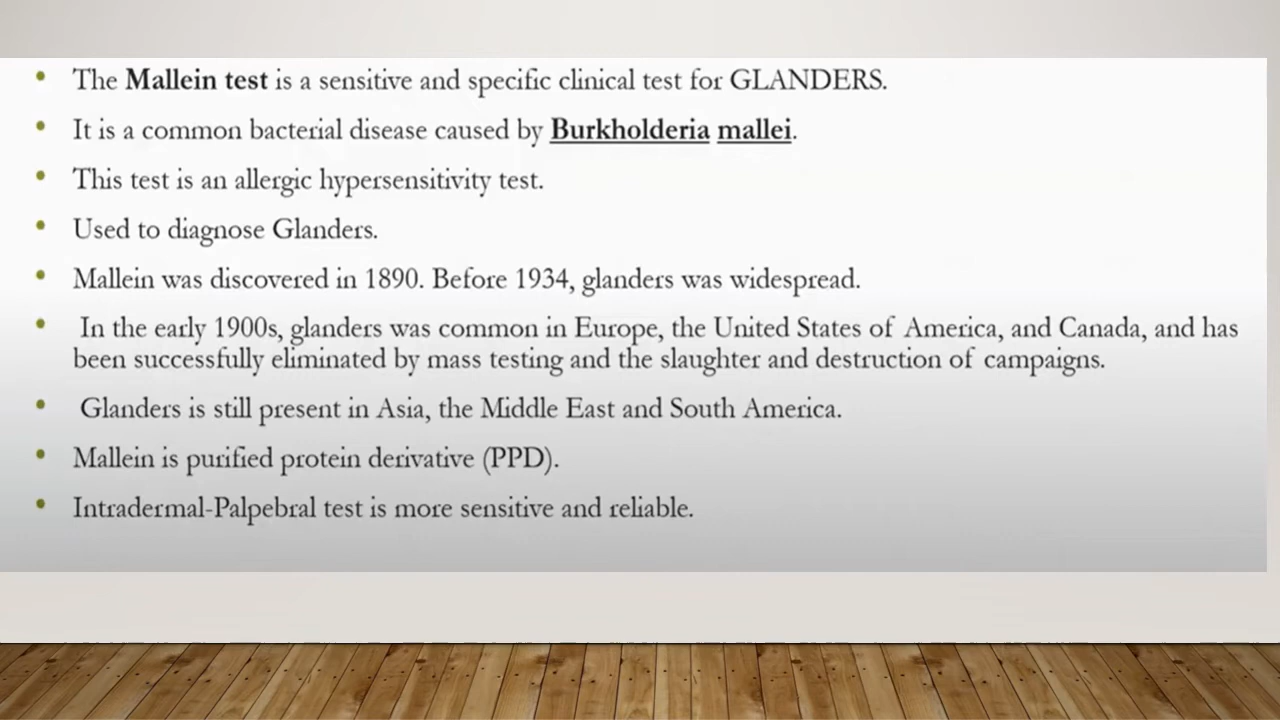 • The Mallein test is a sensitive and specific clinical test for GLANDERS.
• It is a common bacterial disease caused by Burkholderia mallei.
• This test is an allergic hypersensitivity test.
• Used to diagnose Glanders.
• Mallein was discovered in 1890. Before 1934, glanders was widespread.
• In the early 1900s, glanders was common in Europe, the United States of America, and Canada, and has
been successfully eliminated by mass testing and the slaughter and destruction of campaigns.
• Glanders is still present in Asia, the Middle East and South America.
• Mallein is purified protein derivative (PPD).
• Intradermal-Palpebral test is more sensitive and reliable.